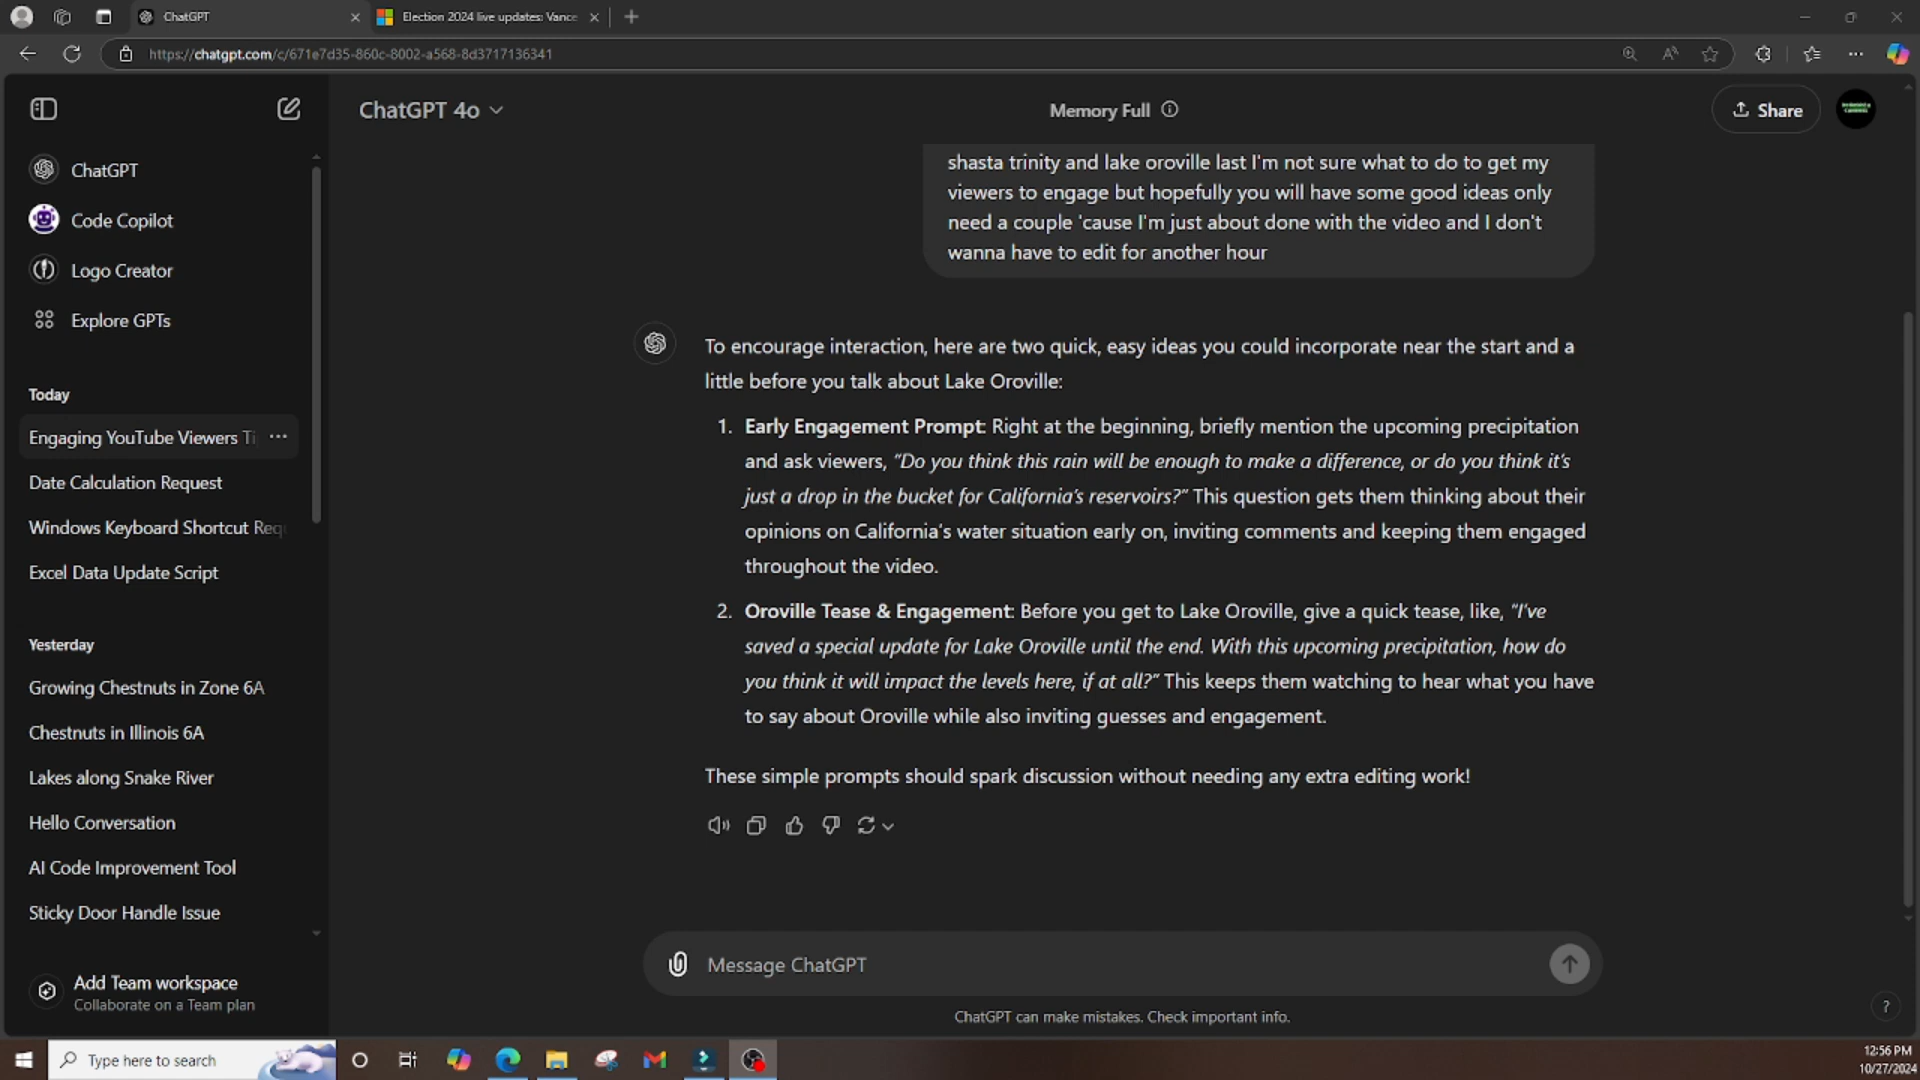 ChatGPT
Election 2024 live updates: Vance
https://chatgpt.com/c/671e7d35-860c-8002-a568-8d3717136341
ChatGPT
Code Copilot
Logo Creator
Explore GPTs
Today
Engaging YouTube Viewers Ti
Date Calculation Request
Windows Keyboard Shortcut Req
Excel Data Update Script
Yesterday
Growing Chestnuts in Zone 6A
Chestnuts in Illinois 6A
Lakes along Snake River
Hello Conversation
AI Code Improvement Tool
Sticky Door Handle Issue
Add Team workspace
Collaborate on a Team plan
ChatGPT 4o
Memory Full
Share
shasta trinity and lake oroville last I'm not sure what to do to get my
viewers to engage but hopefully you will have some good ideas only
need a couple 'cause I'm just about done with the video and I don't
wanna have to edit for another hour
To encourage interaction, here are two quick, easy ideas you could incorporate near the start and a
little before you talk about Lake Oroville:
1. Early Engagement Prompt: Right at the beginning, briefly mention the upcoming precipitation
and ask viewers, "Do you think this rain will be enough to make a difference, or do you think it's
just a drop in the bucket for California's reservoirs?" This question gets them thinking about their
opinions on California's water situation early on, inviting comments and keeping them engaged
throughout the video.
2. Oroville Tease & Engagement: Before you get to Lake Oroville, give a quick tease, like, "I've
saved a special update for Lake Oroville until the end. With this upcoming precipitation, how do
you think it will impact the levels here, if at all?" This keeps them watching to hear what you have
to say about Oroville while also inviting guesses and engagement.
These simple prompts should spark discussion without needing any extra editing work!
Message ChatGPT
ChatGPT can make mistakes. Check important info.
?
Type here to search
12:56 PM
10/27/2024